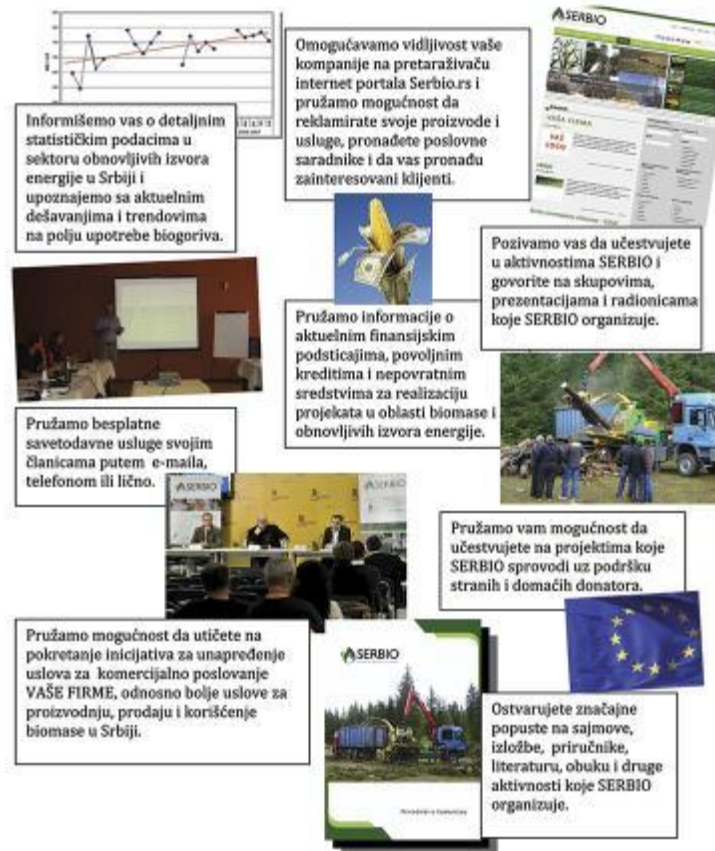 Informišemo vas o detaljnim
statističkim podacima u
sektoru obnovljivih izvora
energije u Srbiji i
upoznajemo sa aktuelnim
dešavanjima i trendovima
na polju upotrebe biogoriva.
Omogućavamo vidljivost vaše
kompanije na pretaraživaču
internet portala Serbio.rs i
pružamo mogućnost da
reklamirate svoje proizvode i
usluge, pronađete poslovne
saradnike i da vas pronađu
zainteresovani klijenti.
SERBIO
VAŠA FIRMA
VAŠ
LOGO
Pozivamo vas da učestvujete
u aktivnostima SERBIO i
govorite na skupovima,
prezentacijama i radionicama
koje SERBIO organizuje.
Pružamo informacije o
aktuelnim finansijskim
podsticajima, povoljnim
kreditima i nepovratnim
sredstvima za realizaciju
projekata u oblasti biomase i
obnovljivih izvora energije.
Pružamo besplatne
savetodavne usluge svojim
članicama putem e-maila,
telefonom ili lično.
SERBIO
SERBIO
Pružamo vam mogućnost da
učestvujete na projektima koje
SERBIO sprovodi uz podršku
stranih i domaćih donatora.
Pružamo mogućnost da utičete na
pokretanje inicijativa za unapređenje
uslova za komercijalno poslovanje
VAŠE FIRME, odnosno bolje uslove za
proizvodnju, prodaju i korišćenje
biomase u Srbiji.
SERBIO
Ostvarujete značajne
popuste na sajmove,
izložbe, priručnike,
literaturu, obuku i druge
aktivnosti koje SERBIO
organizuje.